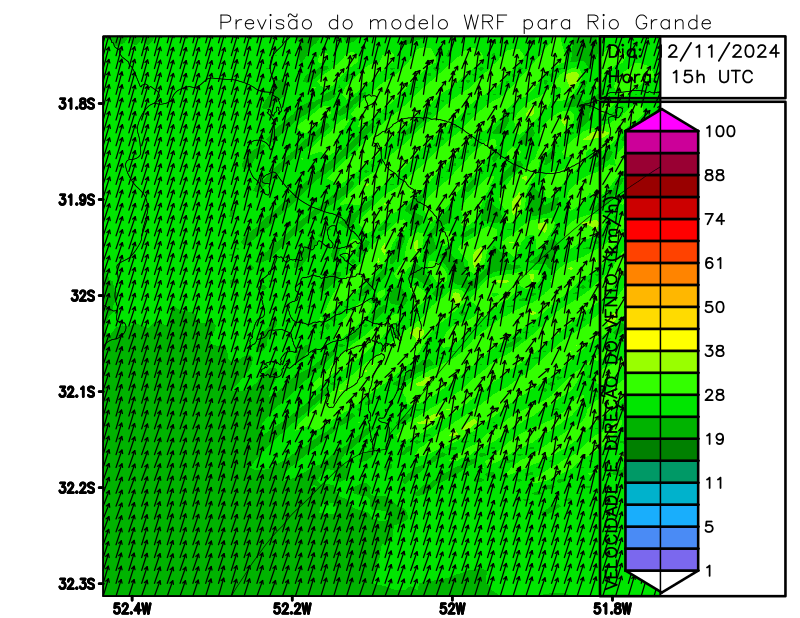 Previsão do modelo WRF para Rio Grande
Dia: 2/11/2024
Hora: 15h UTC
31.8S
31.9S
32S
32.1S
32.2S
32.3S
52.4W
52.2W
52W
51.8W
VELOCIDADE E DIREÇÃO DO VENTO (Km/h)
100
88
74
61
50
38
28
19
11
5
1